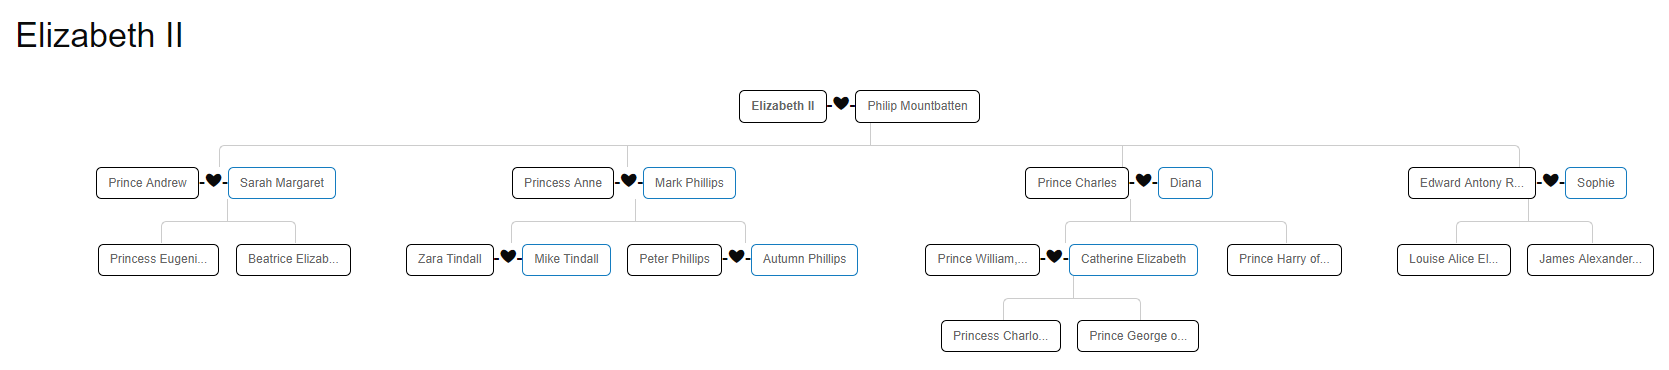 Elizabeth II
Elizabeth II
Philip Mountbatten
Prince Andrew
Sarah Margaret
Princess Anne
Mark Phillips
Prince Charles
Diana
Edward Antony R...
Sophie
Princess Eugeni...
Beatrice Elizab...
Zara Tindall
Mike Tindall
Peter Phillips
Autumn Phillips
Prince William,...
Catherine Elizabeth
Prince Harry of...
Louise Alice El...
James Alexander...
Princess Charlo...
Prince George o...